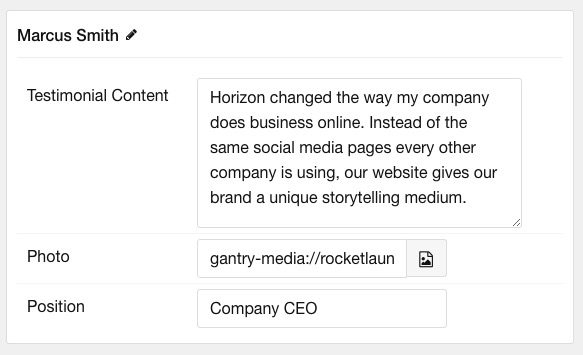 Marcus Smith
Testimonial Content
Horizon changed the way my company
does business online. Instead of the
same social media pages every other
company is using, our website gives our
brand a unique storytelling medium.
Photo
gantry-media://rocketlaun
Position
Company CEO